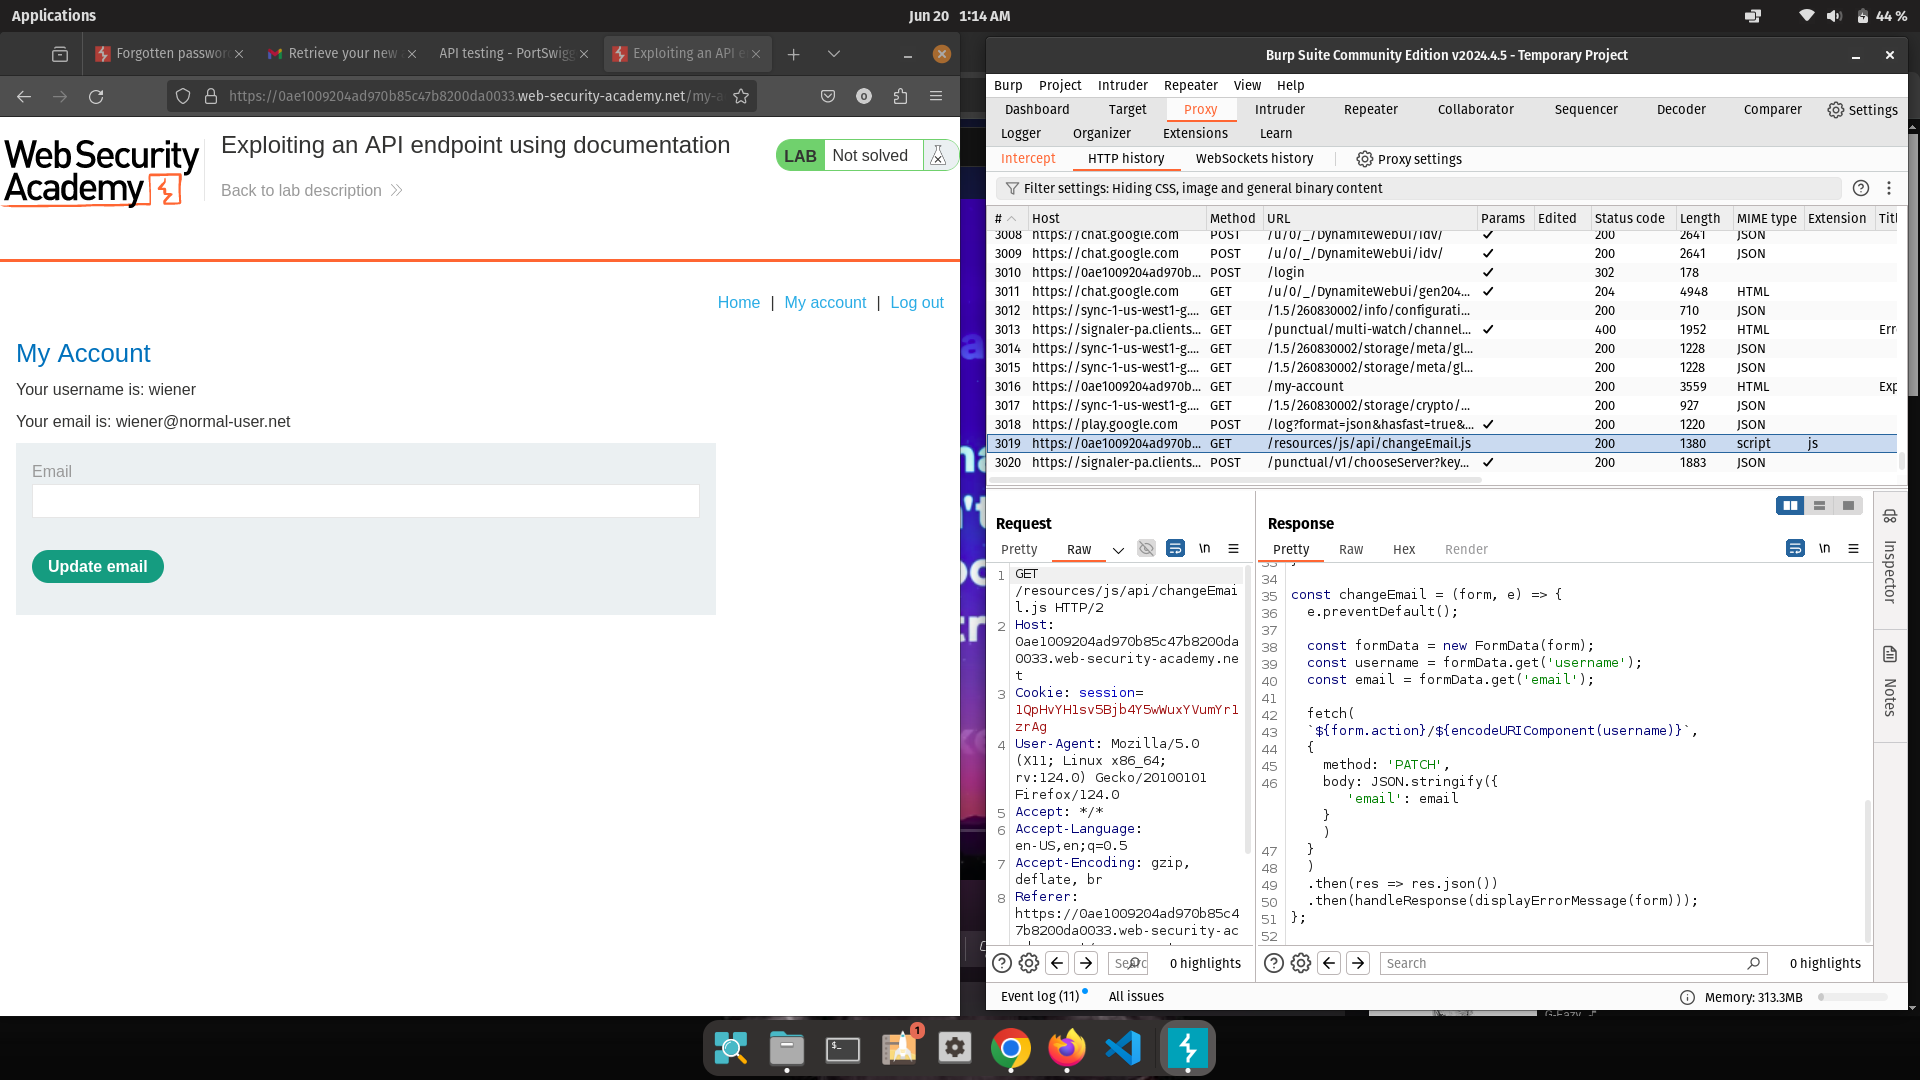 Applications
Jun 20 1:14 AM
44 %
Forgotten passwor
Retrieve your new
API testing - PortSwigg
Exploiting an API e
https://0ae1009204ad970b85c47b8200da0033.web-security-academy.net/my-a
WebSecurity
Academy
Exploiting an API endpoint using documentation
Back to lab description
LAB Not solved
Home | My account | Log out
My Account
Your username is: wiener
Your email is: wiener@normal-user.net
Email
Update email
Burp Suite Community Edition v2024.4.5 - Temporary Project
Burp Project Intruder Repeater View Help
Dashboard Target Proxy Intruder Repeater Collaborator Sequencer Decoder Comparer Settings
Logger Organizer Extensions Learn
Intercept HTTP history WebSockets history Proxy settings
Filter settings: Hiding CSS, image and general binary content
# Host Method URL Params Edited Status code Length MIME type Extension Titl
3008 https://chat.google.com POST /u/0/_/DynamiteWebUi/idv/ ✓ 200 2641 JSON
3009 https://chat.google.com POST /u/0/_/DynamiteWebUi/idv/ ✓ 200 2641 JSON
3010 https://0ae1009204ad970b... POST /login ✓ 302 178
3011 https://chat.google.com GET /u/0/_/DynamiteWebUi/gen204... ✓ 204 4948 HTML
3012 https://sync-1-us-west1-g.... GET /1.5/260830002/info/configurati... 200 710 JSON
3013 https://signaler-pa.clients... GET /punctual/multi-watch/channel... ✓ 400 1952 HTML Err
3014 https://sync-1-us-west1-g.... GET /1.5/260830002/storage/meta/gl... 200 1228 JSON
3015 https://sync-1-us-west1-g.... GET /1.5/260830002/storage/meta/gl... 200 1228 JSON
3016 https://0ae1009204ad970b... GET /my-account 200 3559 HTML Exp
3017 https://sync-1-us-west1-g.... GET /1.5/260830002/storage/crypto/... 200 927 JSON
3018 https://play.google.com POST /log?format=json&hasfast=true&... ✓ 200 1220 JSON
3019 https://0ae1009204ad970b... GET /resources/js/api/changeEmail.js 200 1380 script js
3020 https://signaler-pa.clients... POST /punctual/v1/chooseServer?key... ✓ 200 1883 JSON
Request
Pretty Raw \n
1 GET
/resources/js/api/changeEmai
l.js HTTP/2
2 Host:
0ae1009204ad970b85c47b8200da
0033.web-security-academy.ne
t
3 Cookie: session=
lQpHvYHlsv5Bjb4Y5wWuxYVumYrl
zrAg
4 User-Agent: Mozilla/5.0
(X11; Linux x86_64;
rv:124.0) Gecko/20100101
Firefox/124.0
5 Accept: */*
6 Accept-Language:
en-US,en;q=0.5
7 Accept-Encoding: gzip,
deflate, br
8 Referer:
https://0ae1009204ad970b85c4
7b8200da0033.web-security-ac
Searc 0 highlights
Response
Pretty Raw Hex Render \n
33 }
34
35 const changeEmail = (form, e) => {
36 e.preventDefault();
37
38 const formData = new FormData(form);
39 const username = formData.get('username');
40 const email = formData.get('email');
41
42 fetch(
43 `${form.action}/${encodeURIComponent(username)}`,
44 {
45 method: 'PATCH',
46 body: JSON.stringify({
'email': email
}
)
47 }
48 )
49 .then(res => res.json())
50 .then(handleResponse(displayErrorMessage(form)));
51 };
52
Search 0 highlights
Inspector
Notes
Event log (11) All issues
Memory: 313.3MB
G-Eazy
1